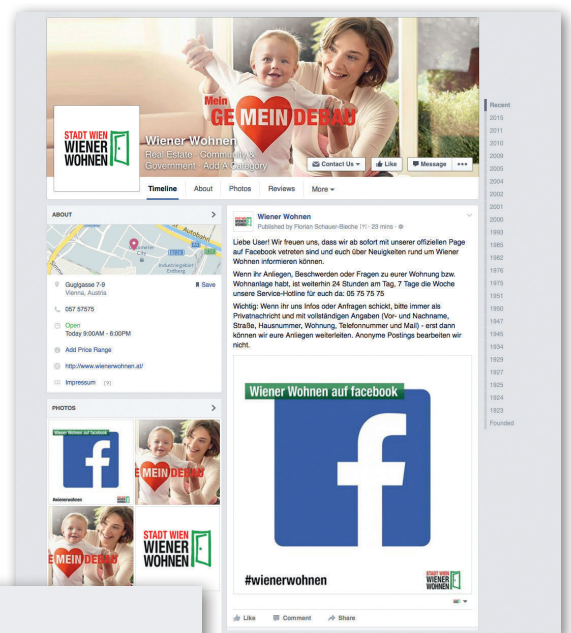 Mein
GEMEINDEBAU
STADT WIEN
WIENER
WOHNEN
Wiener Wohnen
Real Estate · Community &
Government · Add A Category
Contact Us
Like
Message
Timeline About Photos Reviews More
Recent
2015
2011
2010
2009
2005
2004
2002
2001
2000
1993
1985
1982
1976
1975
1951
1950
1947
1945
1934
1929
1927
1925
1924
1923
Founded
ABOUT
Guglgasse 7-9
Vienna, Austria
Save
057 57575
Open
Today 9:00AM - 6:00PM
Add Price Range
http://www.wienerwohnen.at/
Impressum [?]
PHOTOS
Wiener Wohnen auf facebook
#wienerwohnen
MEIN DEBAU
E MEIN DEBAU
STADT WIEN
WIENER
WOHNEN
Wiener Wohnen
Published by Florian Schauer-Bieche [?] · 23 mins ·
Liebe User! Wir freuen uns, dass wir ab sofort mit unserer offiziellen Page
auf Facebook vertreten sind und euch über Neuigkeiten rund um Wiener
Wohnen informieren können.
Wenn ihr Anliegen, Beschwerden oder Fragen zu eurer Wohnung bzw.
Wohnanlage habt, ist weiterhin 24 Stunden am Tag, 7 Tage die Woche
unsere Service-Hotline für euch da: 05 75 75 75
Wichtig: Wenn ihr uns Infos oder Anfragen schickt, bitte immer als
Privatnachricht und mit vollständigen Angaben (Vor- und Nachname,
Straße, Hausnummer, Wohnung, Telefonnummer und Mail) - erst dann
können wir eure Anliegen weiterleiten. Anonyme Postings bearbeiten wir
nicht.
Wiener Wohnen auf facebook
f
#wienerwohnen
STADT WIEN
WIENER
WOHNEN
Like Comment Share